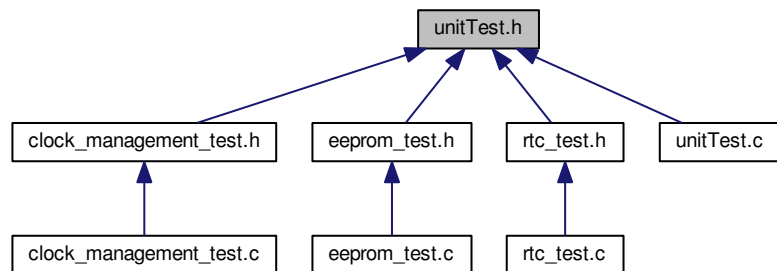 unitTest.h
clock_management_test.h
eeprom_test.h
rtc_test.h
unitTest.c
clock_management_test.c
eeprom_test.c
rtc_test.c